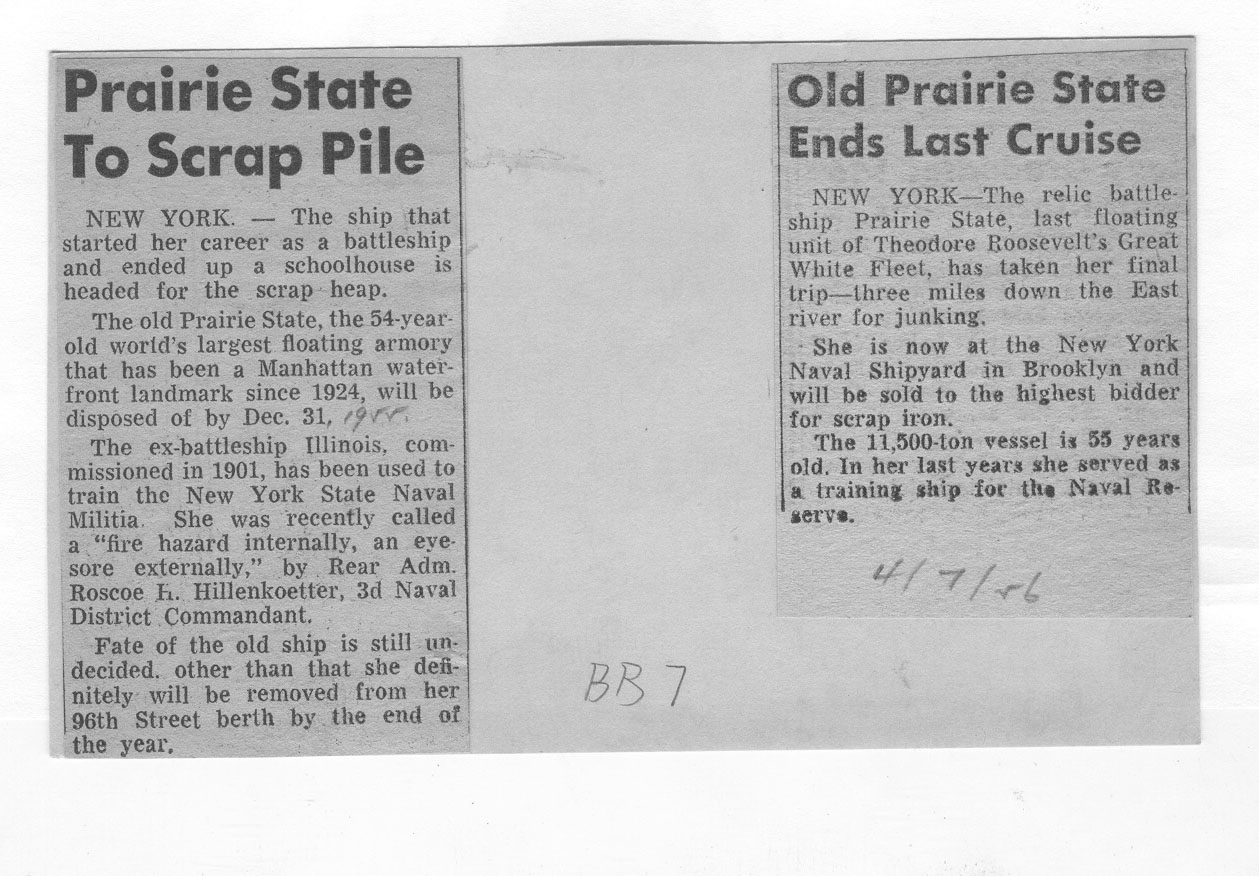 Prairie State
To Scrap Pile
NEW YORK. — The ship that
started her career as a battleship
and ended up a schoolhouse is
headed for the scrap heap.
The old Prairie State, the 54-year-
old world's largest floating armory
that has been a Manhattan water-
front landmark since 1924, will be
disposed of by Dec. 31, 1955.
The ex-battleship Illinois, com-
missioned in 1901, has been used to
train the New York State Naval
Militia. She was recently called
a "fire hazard internally, an eye-
sore externally," by Rear Adm.
Roscoe H. Hillenkoetter, 3d Naval
District Commandant.
Fate of the old ship is still un-
decided. other than that she defi-
nitely will be removed from her
96th Street berth by the end of
the year.
Old Prairie State
Ends Last Cruise
NEW YORK—The relic battle-
ship Prairie State, last floating
unit of Theodore Roosevelt's Great
White Fleet, has taken her final
trip—three miles down the East
river for junking.
She is now at the New York
Naval Shipyard in Brooklyn and
will be sold to the highest bidder
for scrap iron.
The 11,500-ton vessel is 55 years
old. In her last years she served as
a training ship for the Naval Re-
serve.
4/7/56
BB 7